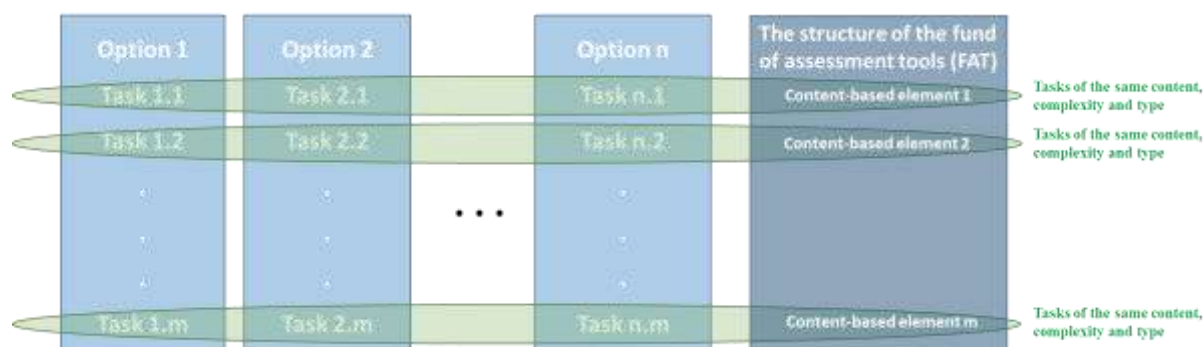 Option 1
Option 2
Option n
The structure of the fund
of assessment tools (FAT)
Task 1.1
Task 2.1
Task n.1
Content-based element 1
Tasks of the same content,
complexity and type
Task 1.2
Task 2.2
Task n.2
Content-based element 2
Tasks of the same content,
complexity and type
...
Task 1.m
Task 2.m
Task n.m
Content-based element m
Tasks of the same content,
complexity and type